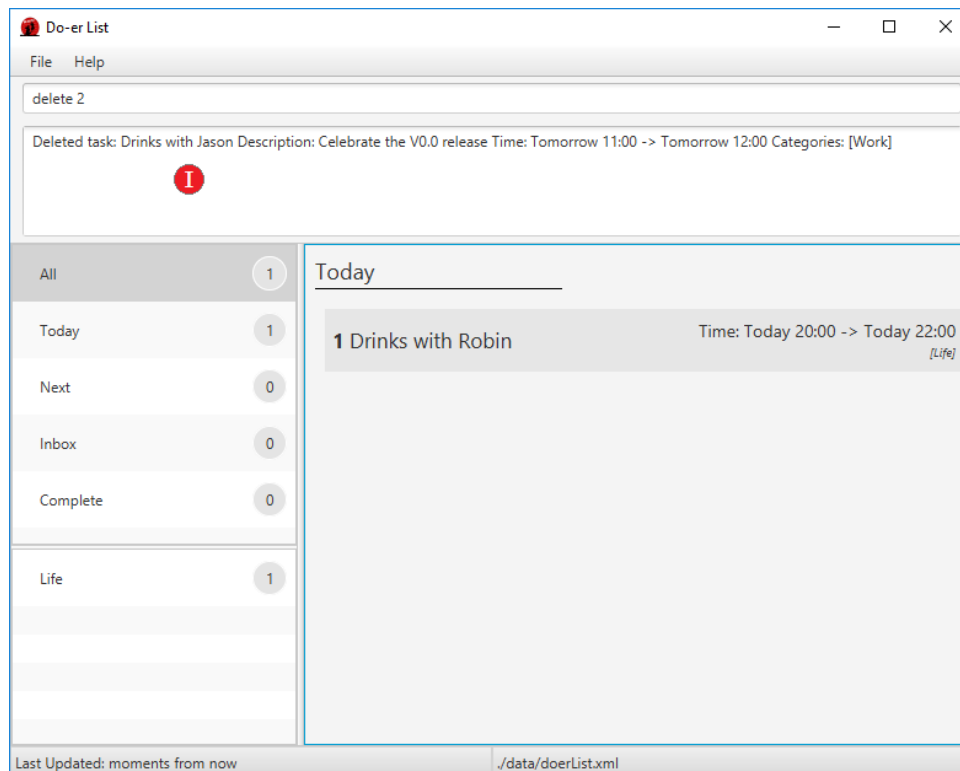 Do-er List
File Help
delete 2
Deleted task: Drinks with Jason Description: Celebrate the V0.0 release Time: Tomorrow 11:00 -> Tomorrow 12:00 Categories: [Work]
I
All 1
Today 1
Next 0
Inbox 0
Complete 0
Life 1
Today
1 Drinks with Robin
Time: Today 20:00 -> Today 22:00
[Life]
Last Updated: moments from now
./data/doerList.xml